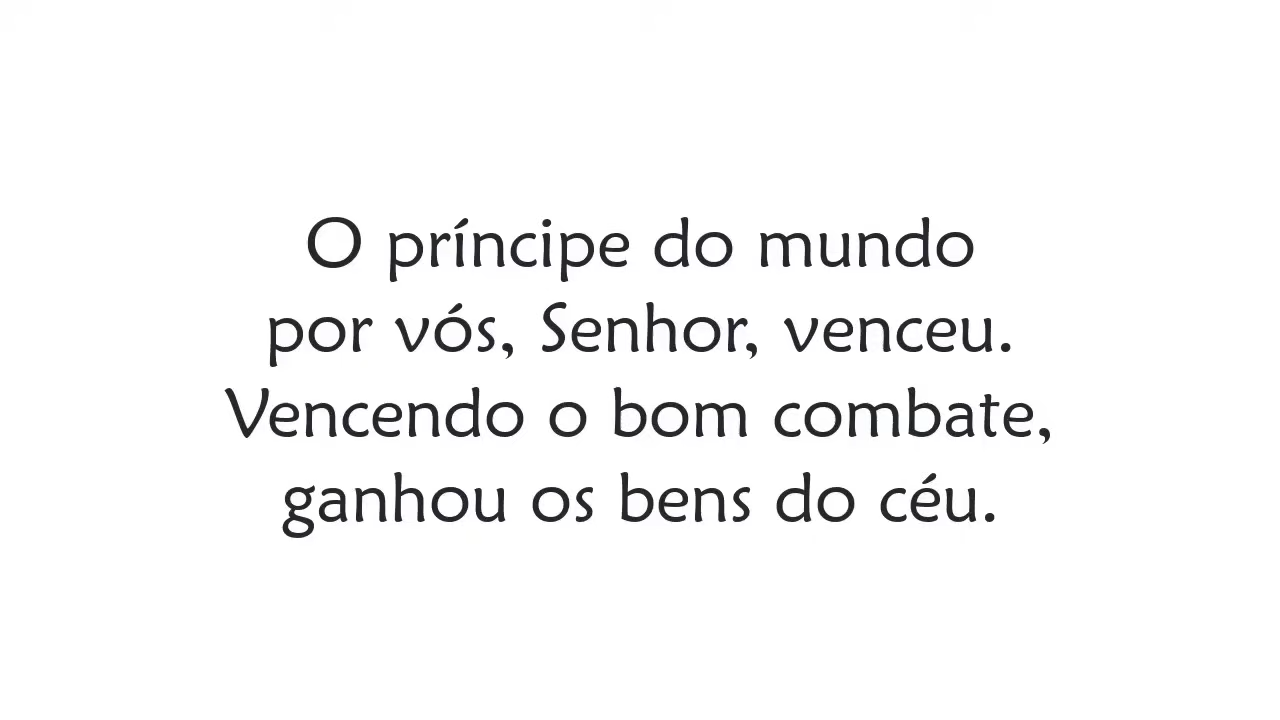 O príncipe do mundo
por vós, Senhor, venceu.
Vencendo o bom combate,
ganhou os bens do céu.